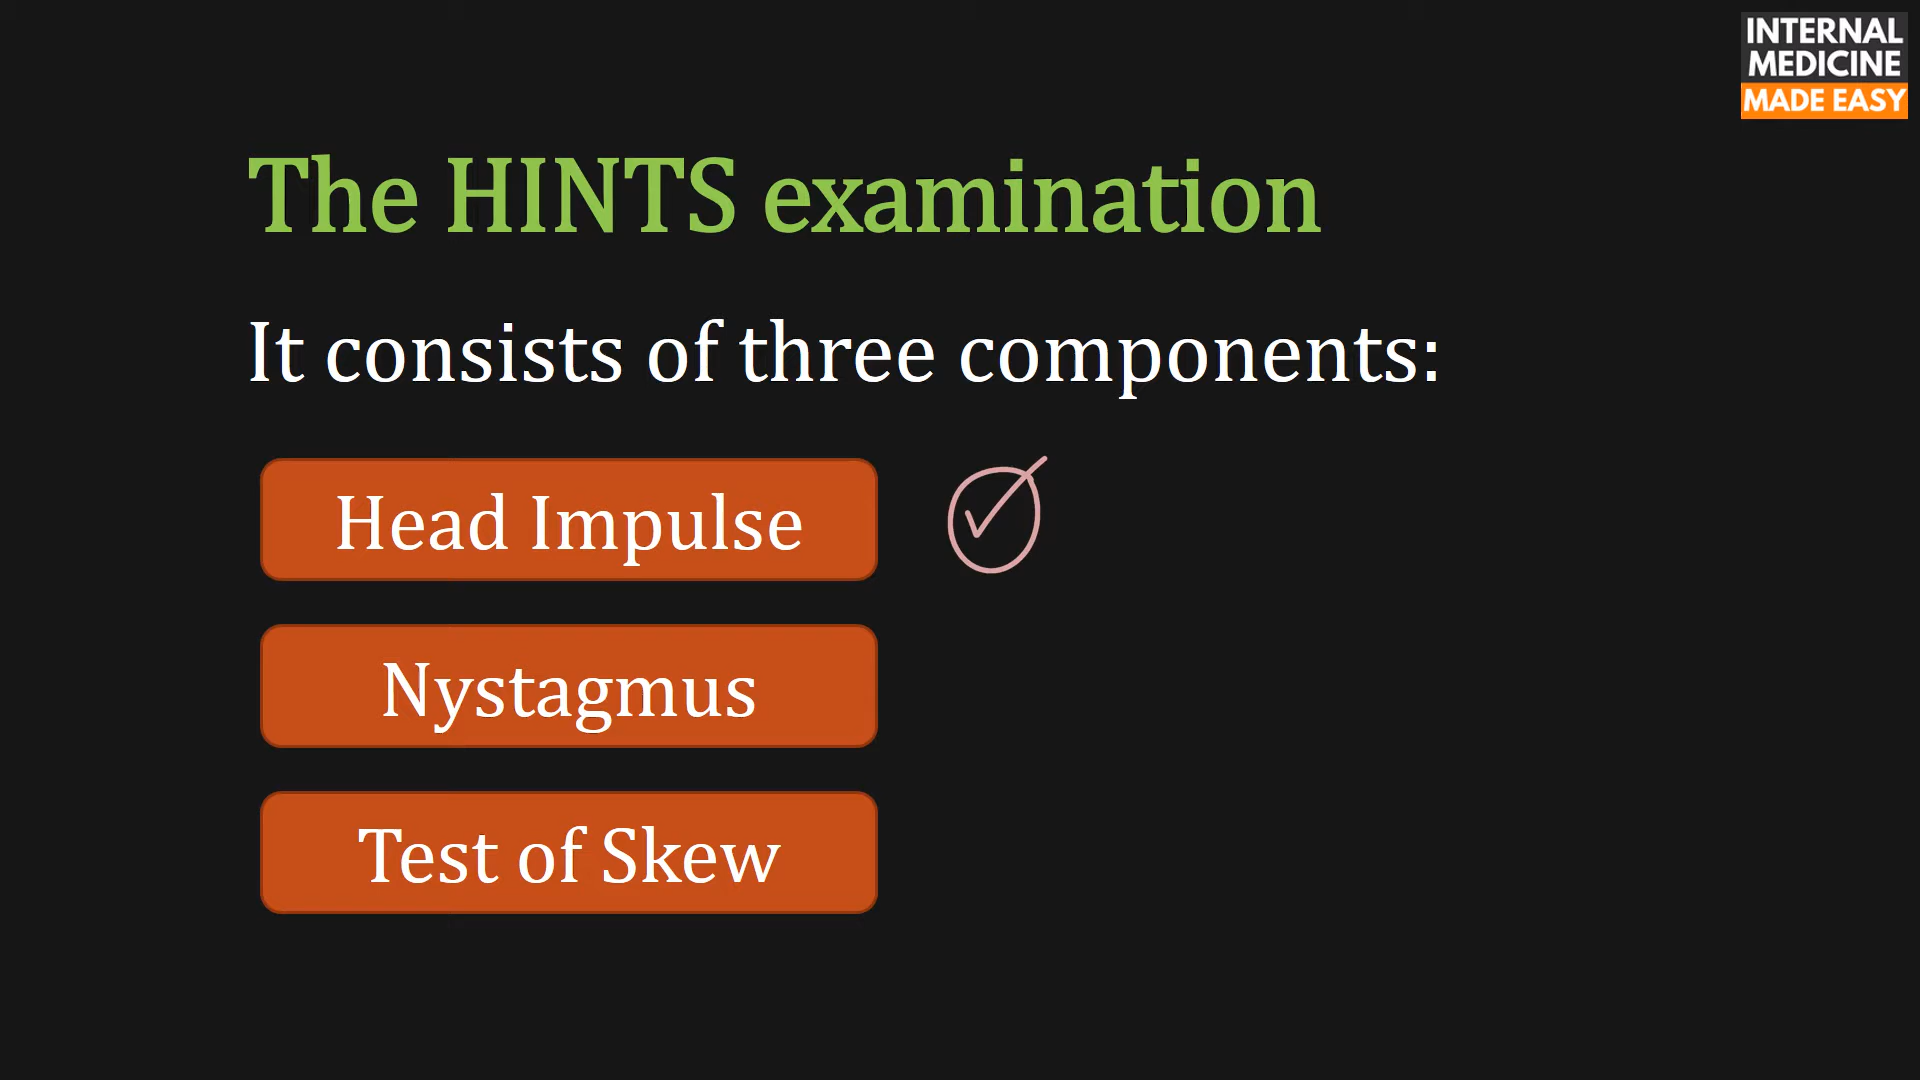 INTERNAL
MEDICINE
MADE EASY
The HINTS examination
It consists of three components:
Head Impulse
Nystagmus
Test of Skew